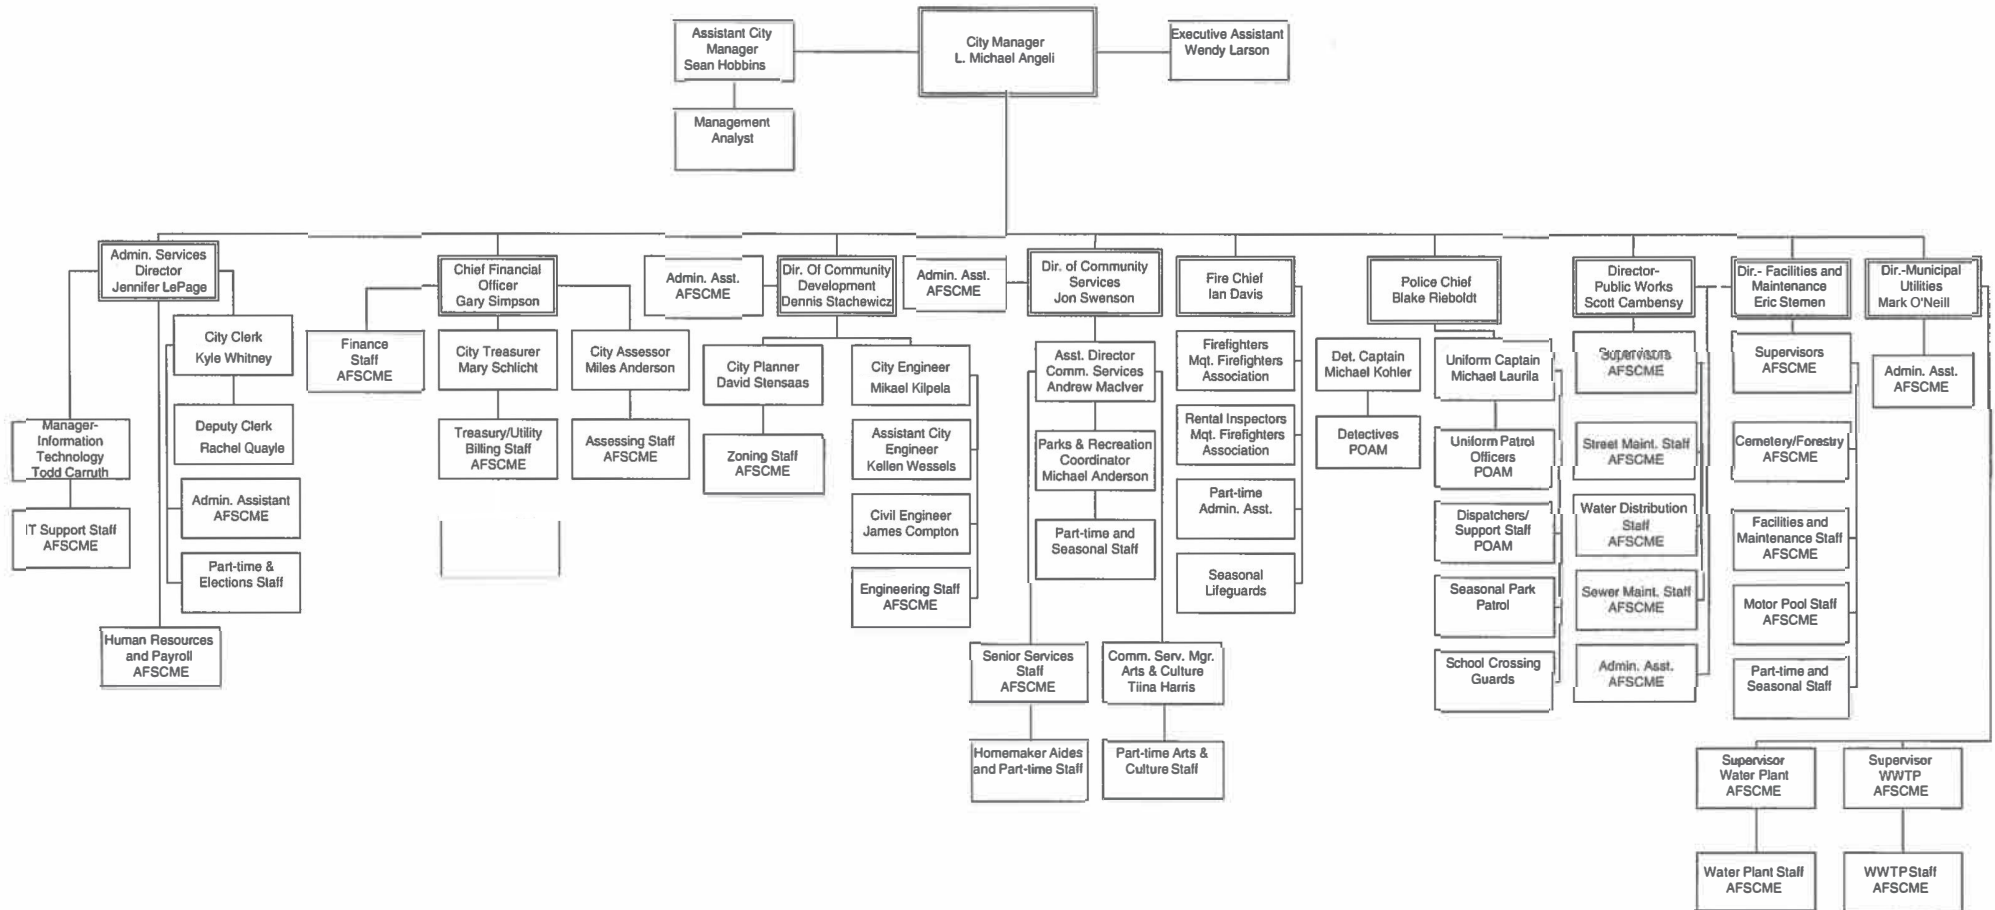 Assistant City
Manager
Sean Hobbins
City Manager
L. Michael Angeli
Executive Assistant
Wendy Larson
Management
Analyst
Admin. Services
Director
Jennifer LePage
City Clerk
Kyle Whitney
Deputy Clerk
Rachel Quayle
Manager-
Information
Technology
Todd Carruth
IT Support Staff
AFSCME
Admin. Assistant
AFSCME
Part-time &
Elections Staff
Human Resources
and Payroll
AFSCME
Chief Financial
Officer
Gary Simpson
Finance
Staff
AFSCME
City Treasurer
Mary Schlicht
City Assessor
Miles Anderson
Treasury/Utility
Billing Staff
AFSCME
Assessing Staff
AFSCME
Admin. Asst.
AFSCME
Dir. Of Community
Development
Dennis Stachewicz
City Planner
David Stensaas
Zoning Staff
AFSCME
City Engineer
Mikael Kilpela
Assistant City
Engineer
Kellen Wessels
Civil Engineer
James Compton
Engineering Staff
AFSCME
Admin. Asst.
AFSCME
Dir. of Community
Services
Jon Swenson
Asst. Director
Comm. Services
Andrew MacIver
Parks & Recreation
Coordinator
Michael Anderson
Part-time and
Seasonal Staff
Senior Services
Staff
AFSCME
Comm. Serv. Mgr.
Arts & Culture
Tiina Harris
Homemaker Aides
and Part-time Staff
Part-time Arts &
Culture Staff
Fire Chief
Ian Davis
Firefighters
Mqt. Firefighters
Association
Rental Inspectors
Mqt. Firefighters
Association
Part-time
Admin. Asst.
Seasonal
Lifeguards
Police Chief
Blake Rieboldt
Det. Captain
Michael Kohler
Detectives
POAM
Uniform Captain
Michael Laurila
Uniform Patrol
Officers
POAM
Dispatchers/
Support Staff
POAM
Seasonal Park
Patrol
School Crossing
Guards
Director-
Public Works
Scott Cambensy
Supervisors
AFSCME
Street Maint. Staff
AFSCME
Water Distribution
Staff
AFSCME
Sewer Maint. Staff
AFSCME
Admin. Asst.
AFSCME
Dir.- Facilities and
Maintenance
Eric Stemen
Supervisors
AFSCME
Cemetery/Forestry
AFSCME
Facilities and
Maintenance Staff
AFSCME
Motor Pool Staff
AFSCME
Part-time and
Seasonal Staff
Dir.-Municipal
Utilities
Mark O'Neill
Admin. Asst.
AFSCME
Supervisor
Water Plant
AFSCME
Supervisor
WWTP
AFSCME
Water Plant Staff
AFSCME
WWTP Staff
AFSCME